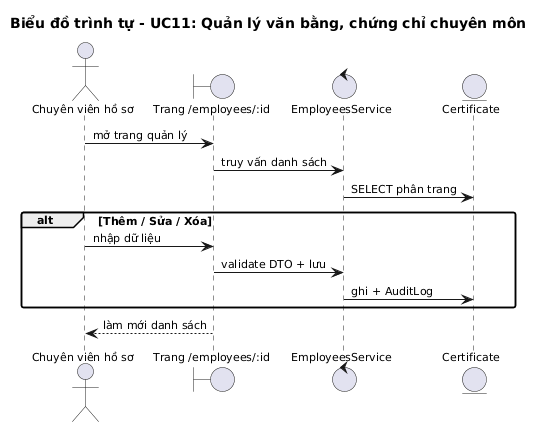 Biểu đồ trình tự - UC11: Quản lý văn bằng, chứng chỉ chuyên môn
Chuyên viên hồ sơ
Trang /employees/:id
EmployeesService
Certificate
mở trang quản lý
truy vấn danh sách
SELECT phân trang
alt
[Thêm / Sửa / Xóa]
nhập dữ liệu
validate DTO + lưu
ghi + AuditLog
làm mới danh sách
Chuyên viên hồ sơ
Trang /employees/:id
EmployeesService
Certificate